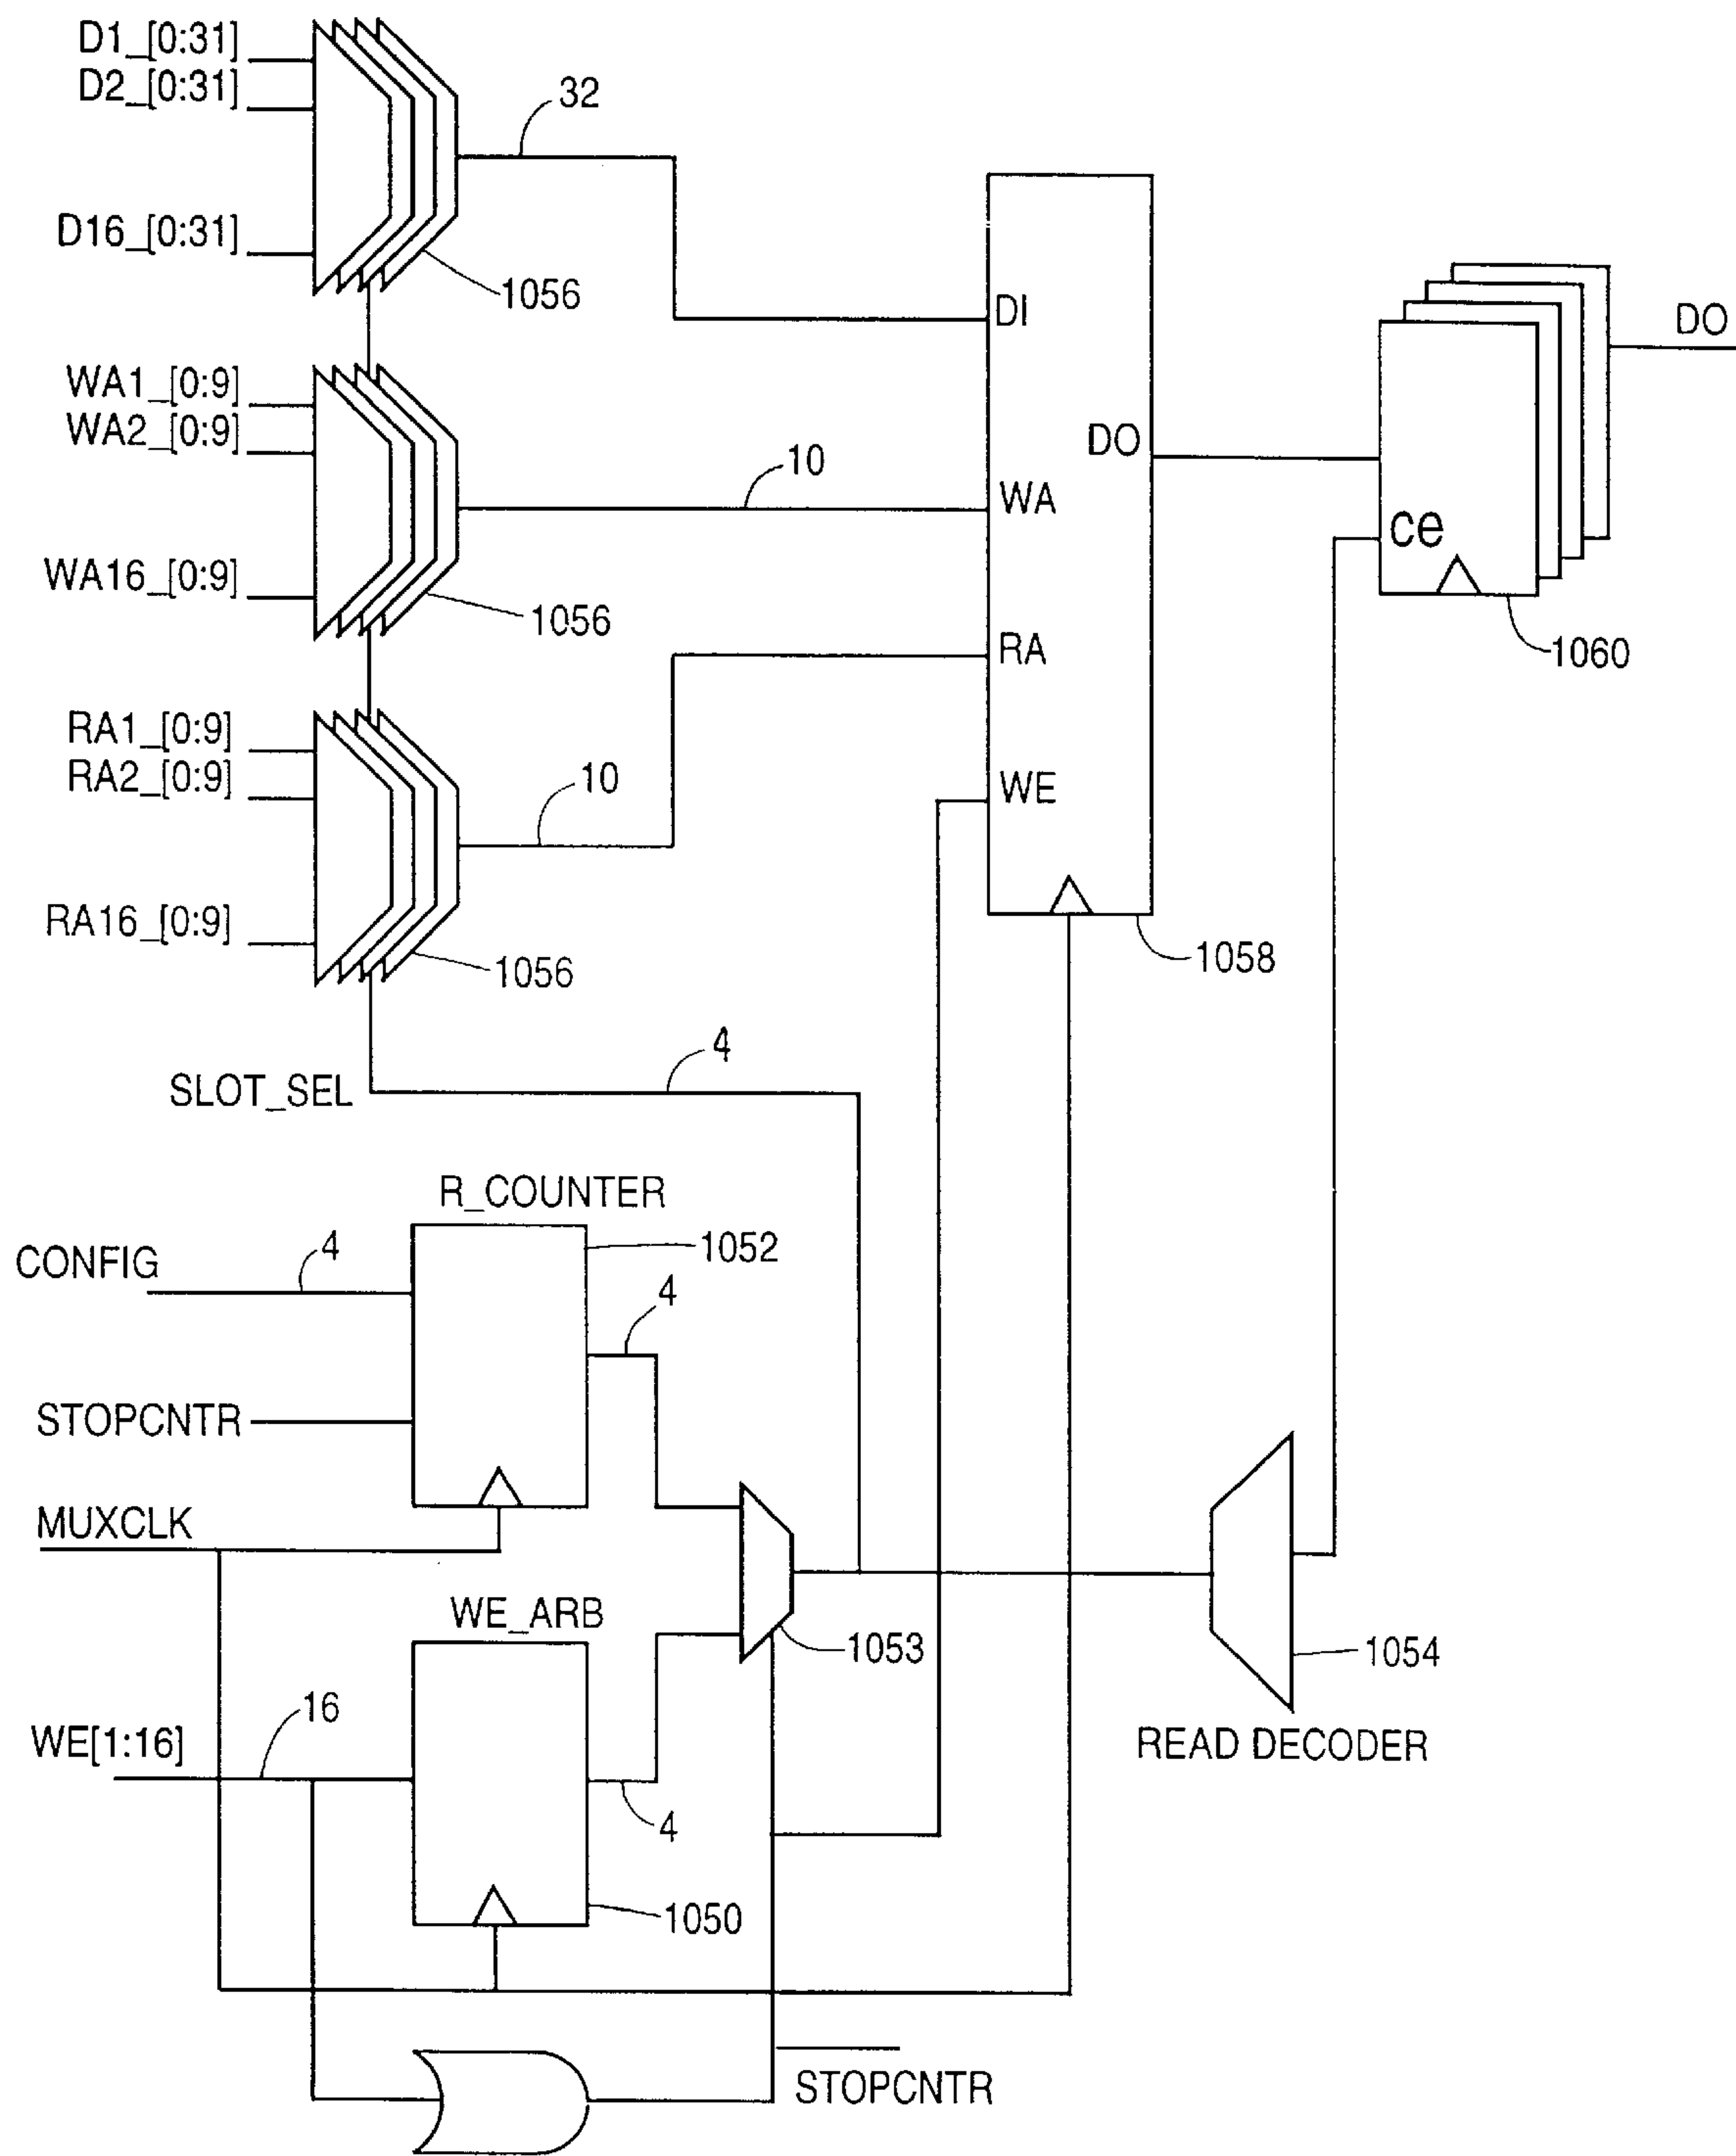 D1_[0:31]
D2_[0:31]
D16_[0:31]
32
1056
WA1_[0:9]
WA2_[0:9]
WA16_[0:9]
10
1056
RA1_[0:9]
RA2_[0:9]
RA16_[0:9]
10
1056
DI
DO
WA
RA
WE
1058
DO
ce
1060
SLOT_SEL
4
R_COUNTER
1052
CONFIG
4
4
STOPCNTR
MUXCLK
WE_ARB
1053
1054
READ DECODER
WE[1:16]
16
4
1050
STOPCNTR